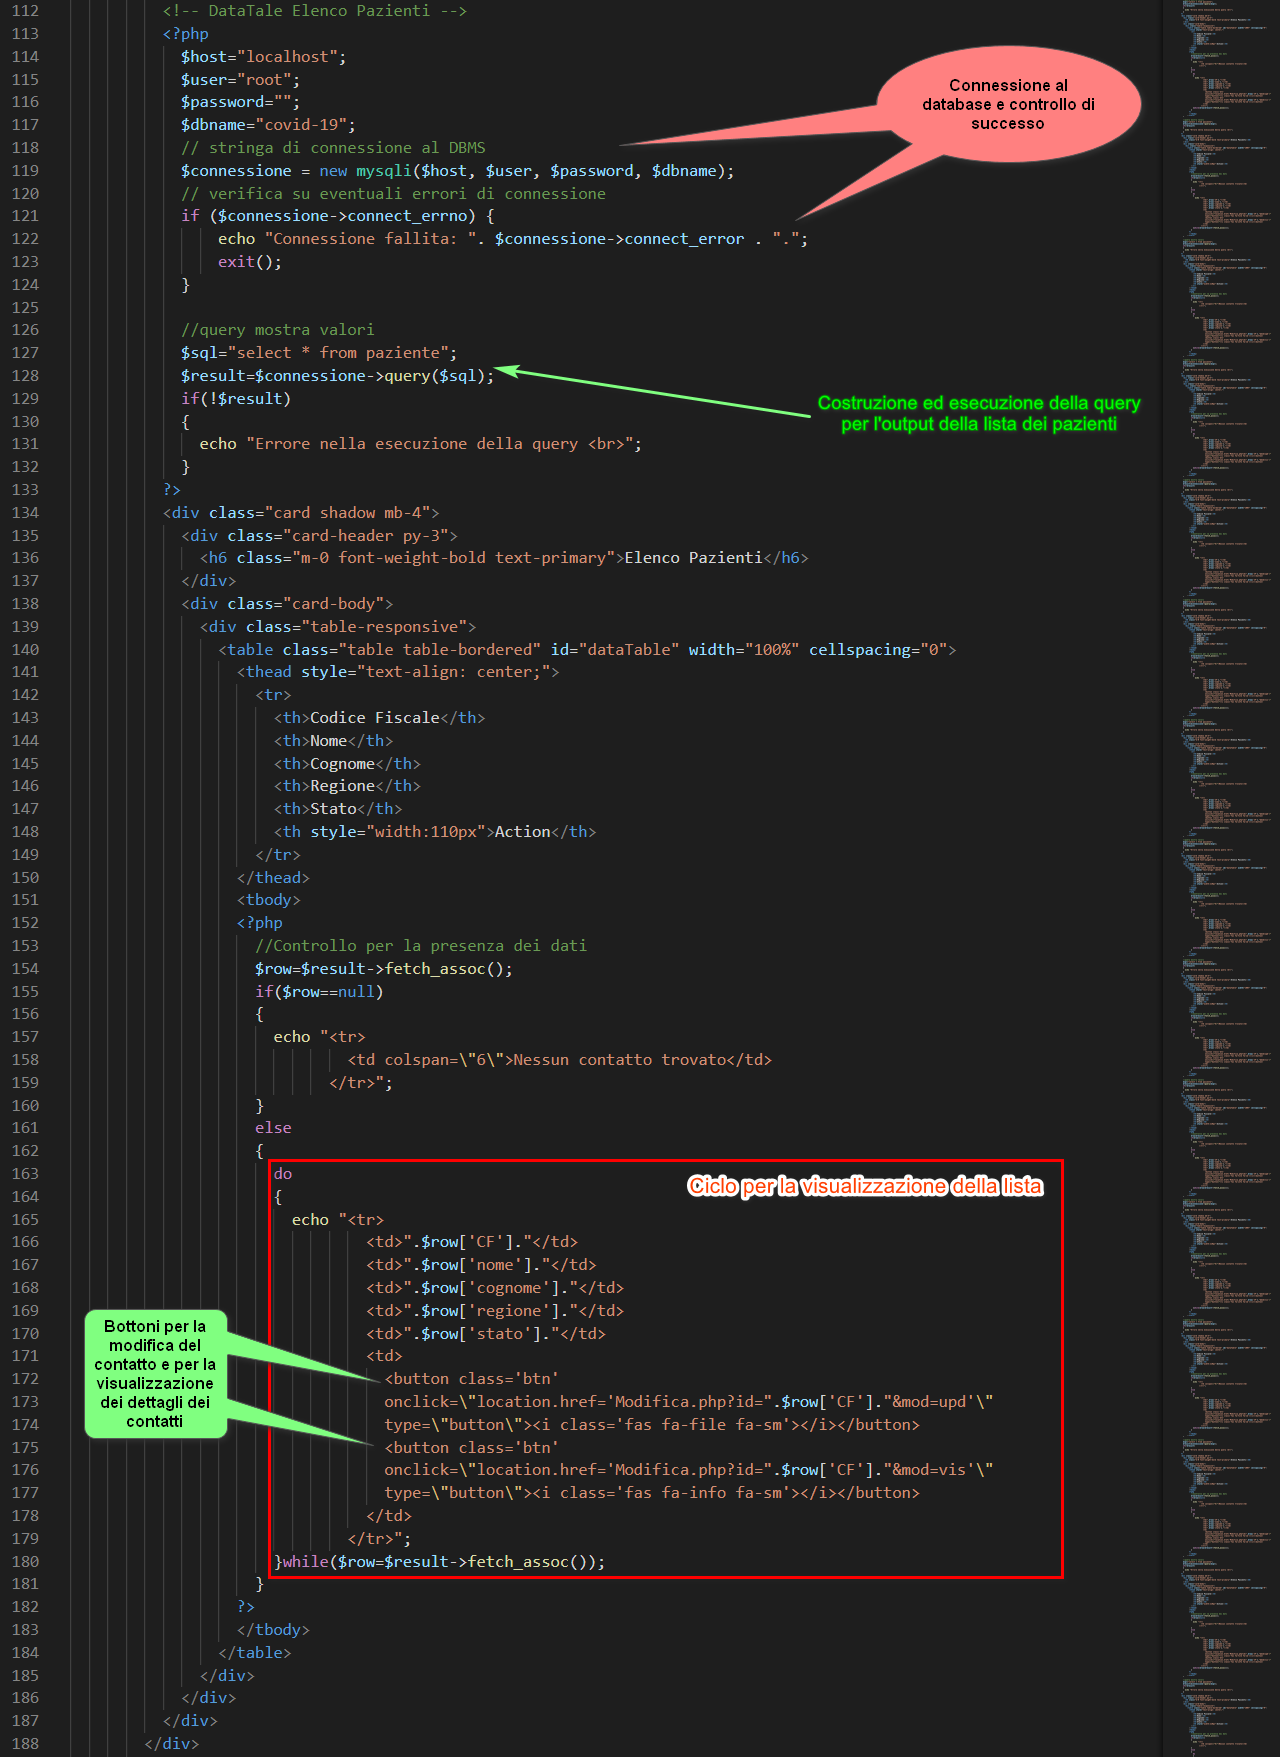 112 <!-- DataTale Elenco Pazienti -->
113 <?php
114 $host="localhost";
115 $user="root";
116 $password="";
117 $dbname="covid-19";
118 // stringa di connessione al DBMS
119 $connessione = new mysqli($host, $user, $password, $dbname);
120 // verifica su eventuali errori di connessione
121 if ($connessione->connect_errno) {
122 echo "Connessione fallita: ". $connessione->connect_error . ".";
123 exit();
124 }
125
126 //query mostra valori
127 $sql="select * from paziente";
128 $result=$connessione->query($sql);
129 if(!$result)
130 {
131 echo "Errore nella esecuzione della query <br>";
132 }
133 ?>
134 <div class="card shadow mb-4">
135 <div class="card-header py-3">
136 <h6 class="m-0 font-weight-bold text-primary">Elenco Pazienti</h6>
137 </div>
138 <div class="card-body">
139 <div class="table-responsive">
140 <table class="table table-bordered" id="dataTable" width="100%" cellspacing="0">
141 <thead style="text-align: center;">
142 <tr>
143 <th>Codice Fiscale</th>
144 <th>Nome</th>
145 <th>Cognome</th>
146 <th>Regione</th>
147 <th>Stato</th>
148 <th style="width:110px">Action</th>
149 </tr>
150 </thead>
151 <tbody>
152 <?php
153 //Controllo per la presenza dei dati
154 $row=$result->fetch_assoc();
155 if($row==null)
156 {
157 echo "<tr>
158 <td colspan=\"6\">Nessun contatto trovato</td>
159 </tr>";
160 }
161 else
162 {
163 do
164 {
165 echo "<tr>
166 <td>".$row['CF']."</td>
167 <td>".$row['nome']."</td>
168 <td>".$row['cognome']."</td>
169 <td>".$row['regione']."</td>
170 <td>".$row['stato']."</td>
171 <td>
172 <button class='btn'
173 onclick=\"location.href='Modifica.php?id=".$row['CF']."&mod=upd'\"
174 type=\"button\"><i class='fas fa-file fa-sm'></i></button>
175 <button class='btn'
176 onclick=\"location.href='Modifica.php?id=".$row['CF']."&mod=vis'\"
177 type=\"button\"><i class='fas fa-info fa-sm'></i></button>
178 </td>
179 </tr>";
180 }while($row=$result->fetch_assoc());
181 }
182 ?>
183 </tbody>
184 </table>
185 </div>
186 </div>
187 </div>
188 </div>
Connessione al
database e controllo di
successo
Costruzione ed esecuzione della query
per l'output della lista dei pazienti
Ciclo per la visualizzazione della lista
Bottoni per la
modifica del
contatto e per la
visualizzazione
dei dettagli dei
contatti